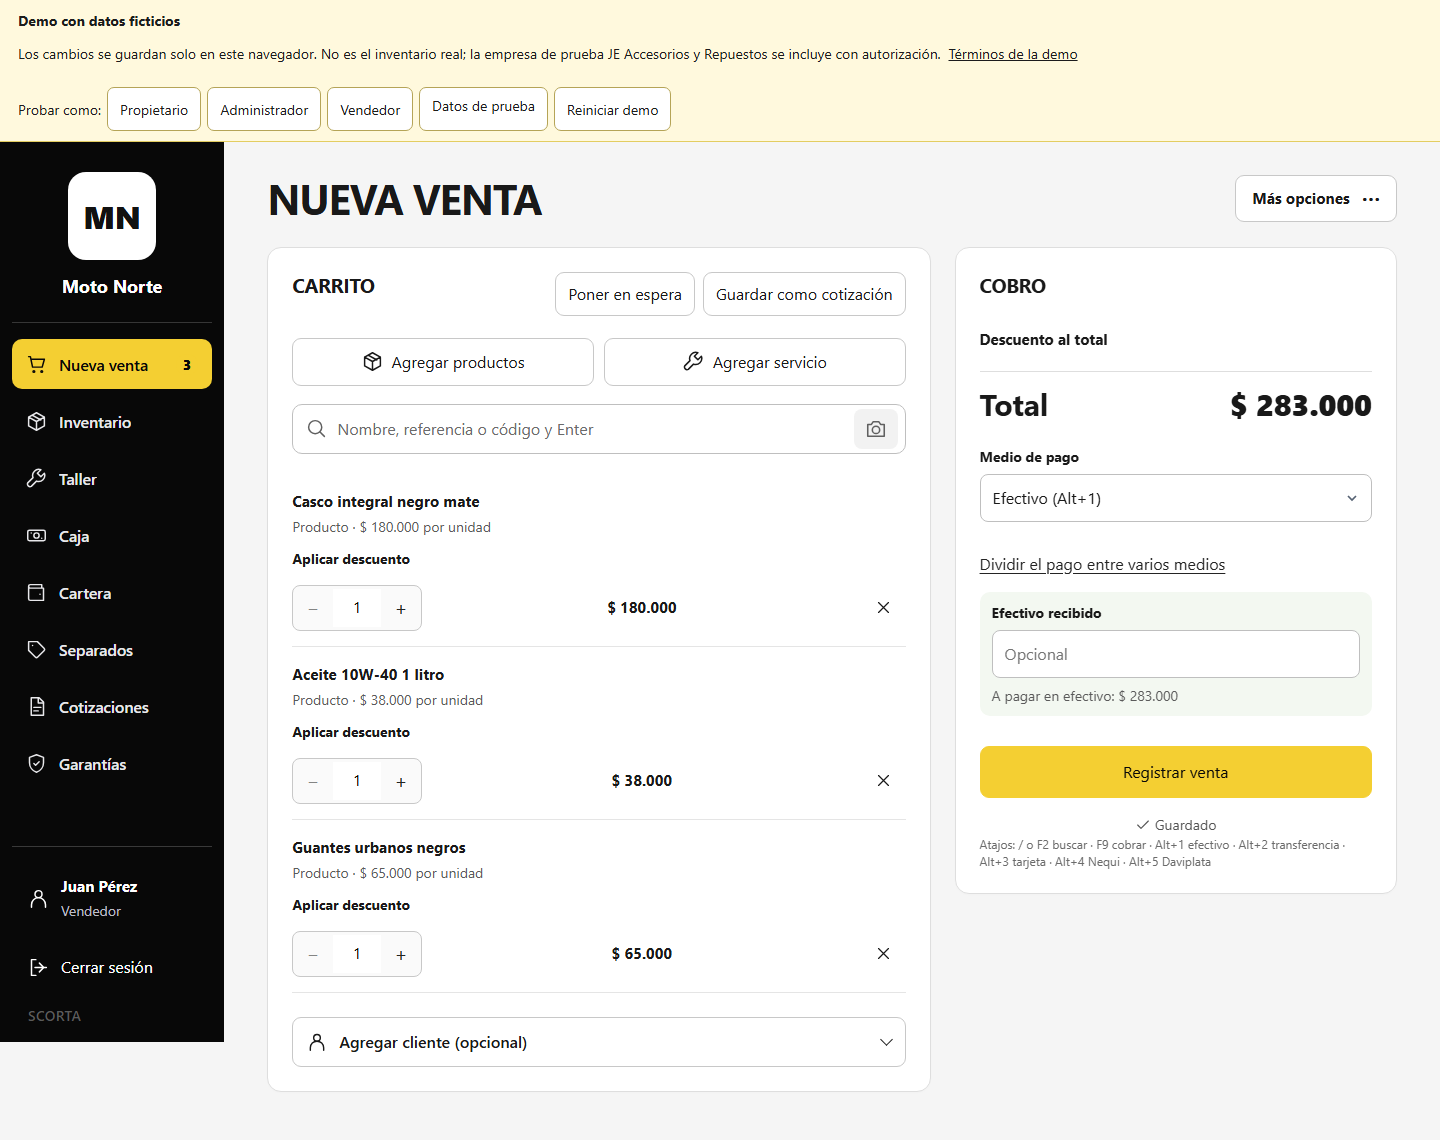 Demo con datos ficticios
Los cambios se guardan solo en este navegador. No es el inventario real; la empresa de prueba JE Accesorios y Repuestos se incluye con autorización. Términos de la demo
Probar como: Propietario Administrador Vendedor Datos de prueba Reiniciar demo
MN
Moto Norte
Nueva venta 3
Inventario
Taller
Caja
Cartera
Separados
Cotizaciones
Garantías
Juan Pérez
Vendedor
Cerrar sesión
SCORTA
NUEVA VENTA
Más opciones ···
CARRITO
Poner en espera
Guardar como cotización
Agregar productos
Agregar servicio
Nombre, referencia o código y Enter
Casco integral negro mate
Producto · $ 180.000 por unidad
Aplicar descuento
− 1 + $ 180.000
Aceite 10W-40 1 litro
Producto · $ 38.000 por unidad
Aplicar descuento
− 1 + $ 38.000
Guantes urbanos negros
Producto · $ 65.000 por unidad
Aplicar descuento
− 1 + $ 65.000
Agregar cliente (opcional)
COBRO
Descuento al total
Total $ 283.000
Medio de pago
Efectivo (Alt+1)
Dividir el pago entre varios medios
Efectivo recibido
Opcional
A pagar en efectivo: $ 283.000
Registrar venta
Guardado
Atajos: / o F2 buscar · F9 cobrar · Alt+1 efectivo · Alt+2 transferencia ·
Alt+3 tarjeta · Alt+4 Nequi · Alt+5 Daviplata